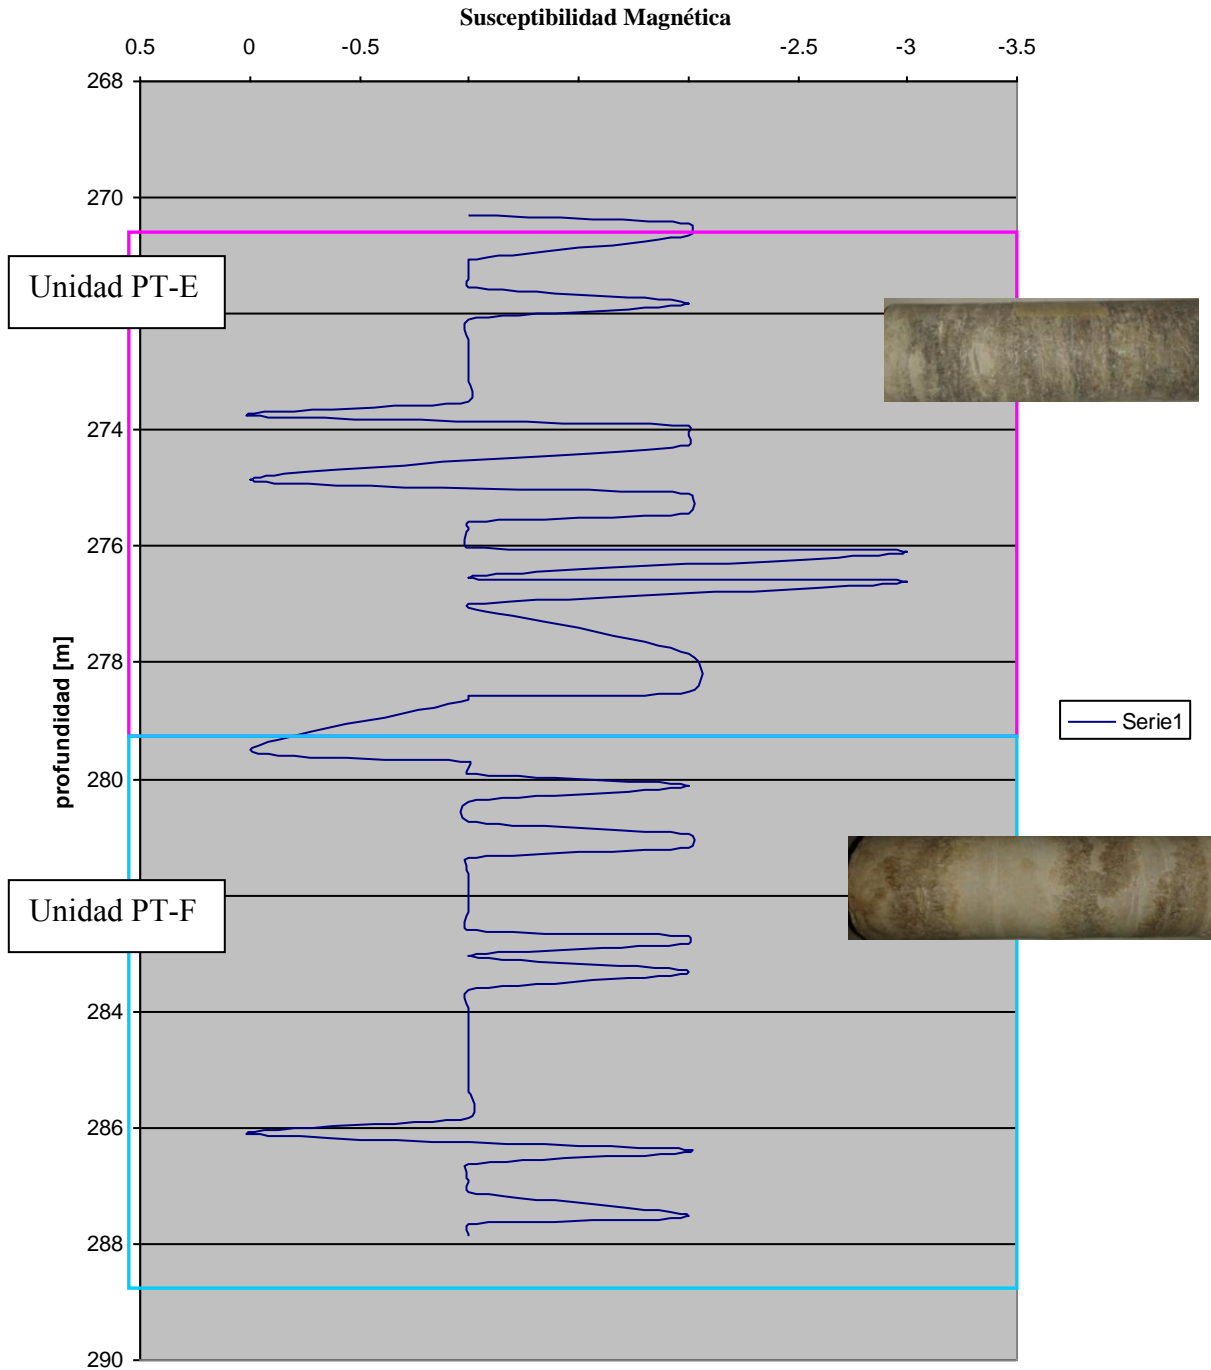 Susceptibilidad Magnética
0.5 0 -0.5 -2.5 -3 -3.5
268
270
Unidad PT-E
274
276
profundidad [m]
278
Serie1
280
Unidad PT-F
284
286
288
290